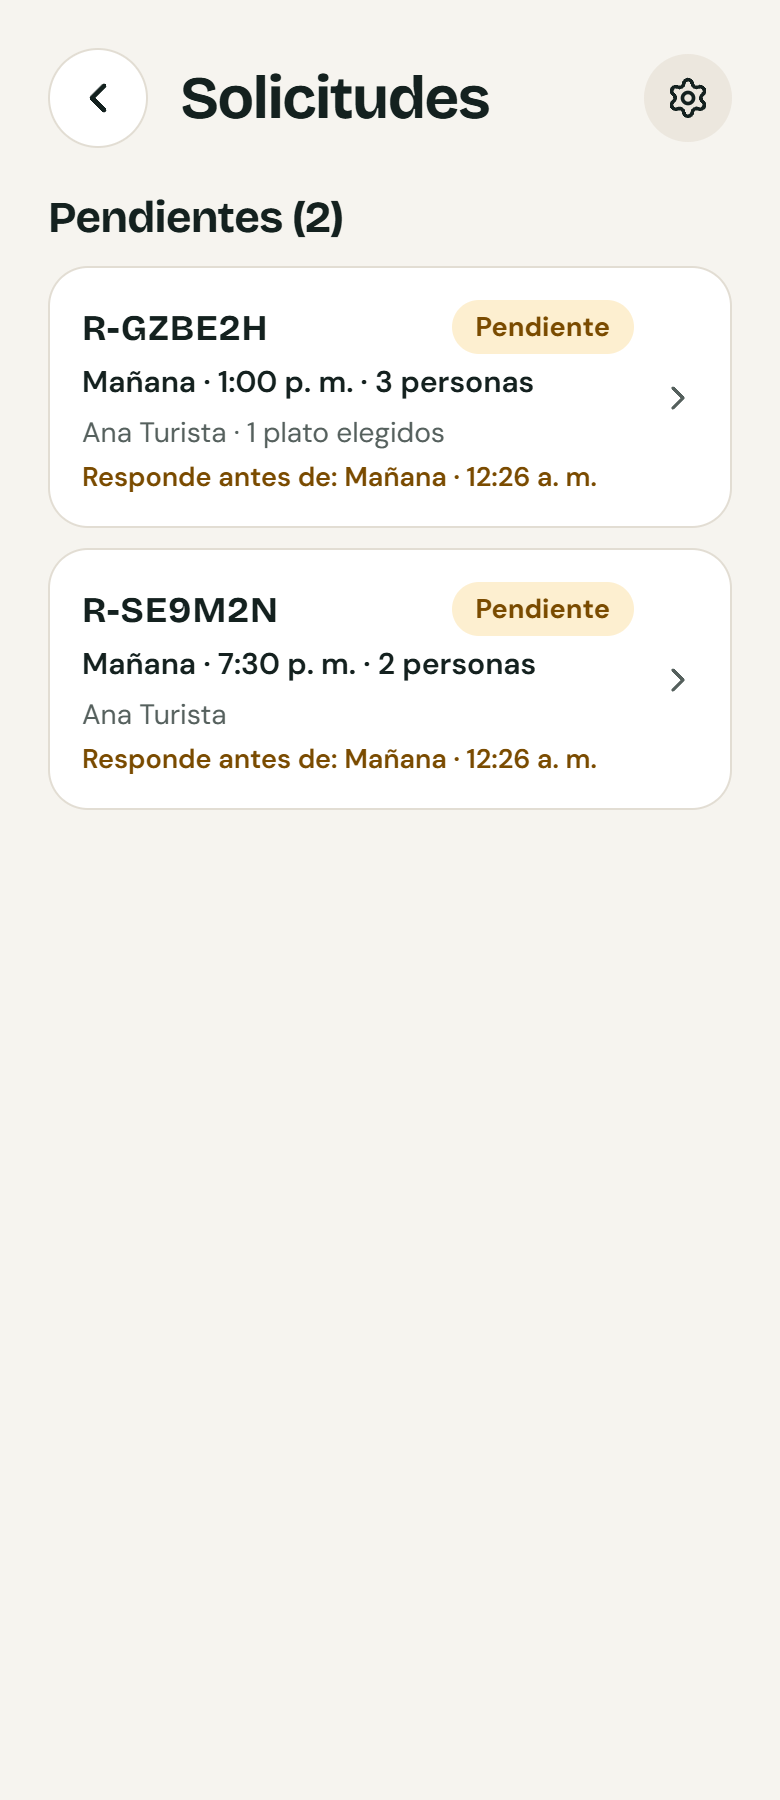 Solicitudes
Pendientes (2)
R-GZBE2H
Pendiente
Mañana · 1:00 p. m. · 3 personas
Ana Turista · 1 plato elegidos
Responde antes de: Mañana · 12:26 a. m.
R-SE9M2N
Pendiente
Mañana · 7:30 p. m. · 2 personas
Ana Turista
Responde antes de: Mañana · 12:26 a. m.